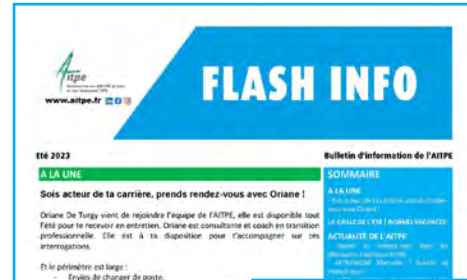 Aitpe
www.aitpe.fr
FLASH INFO
Eté 2023
Bulletin d'information de l'AITPE
A LA UNE
Sois acteur de ta carrière, prends rendez-vous avec Oriane !
Oriane De Turgy vient de rejoindre l'équipe de l'AITPE, elle est disponible tout
l'été pour te recevoir en entretien. Oriane est consultante et coach en transition
professionnelle. Elle est à ta disposition pour t'accompagner sur tes
interrogations.
Et le périmètre est large :
- Envies de changer de poste,
SOMMAIRE
A LA UNE
LA GRILLE DE L'ETE | BONNES VACANCES
ACTUALITÉ DE L'AITPE